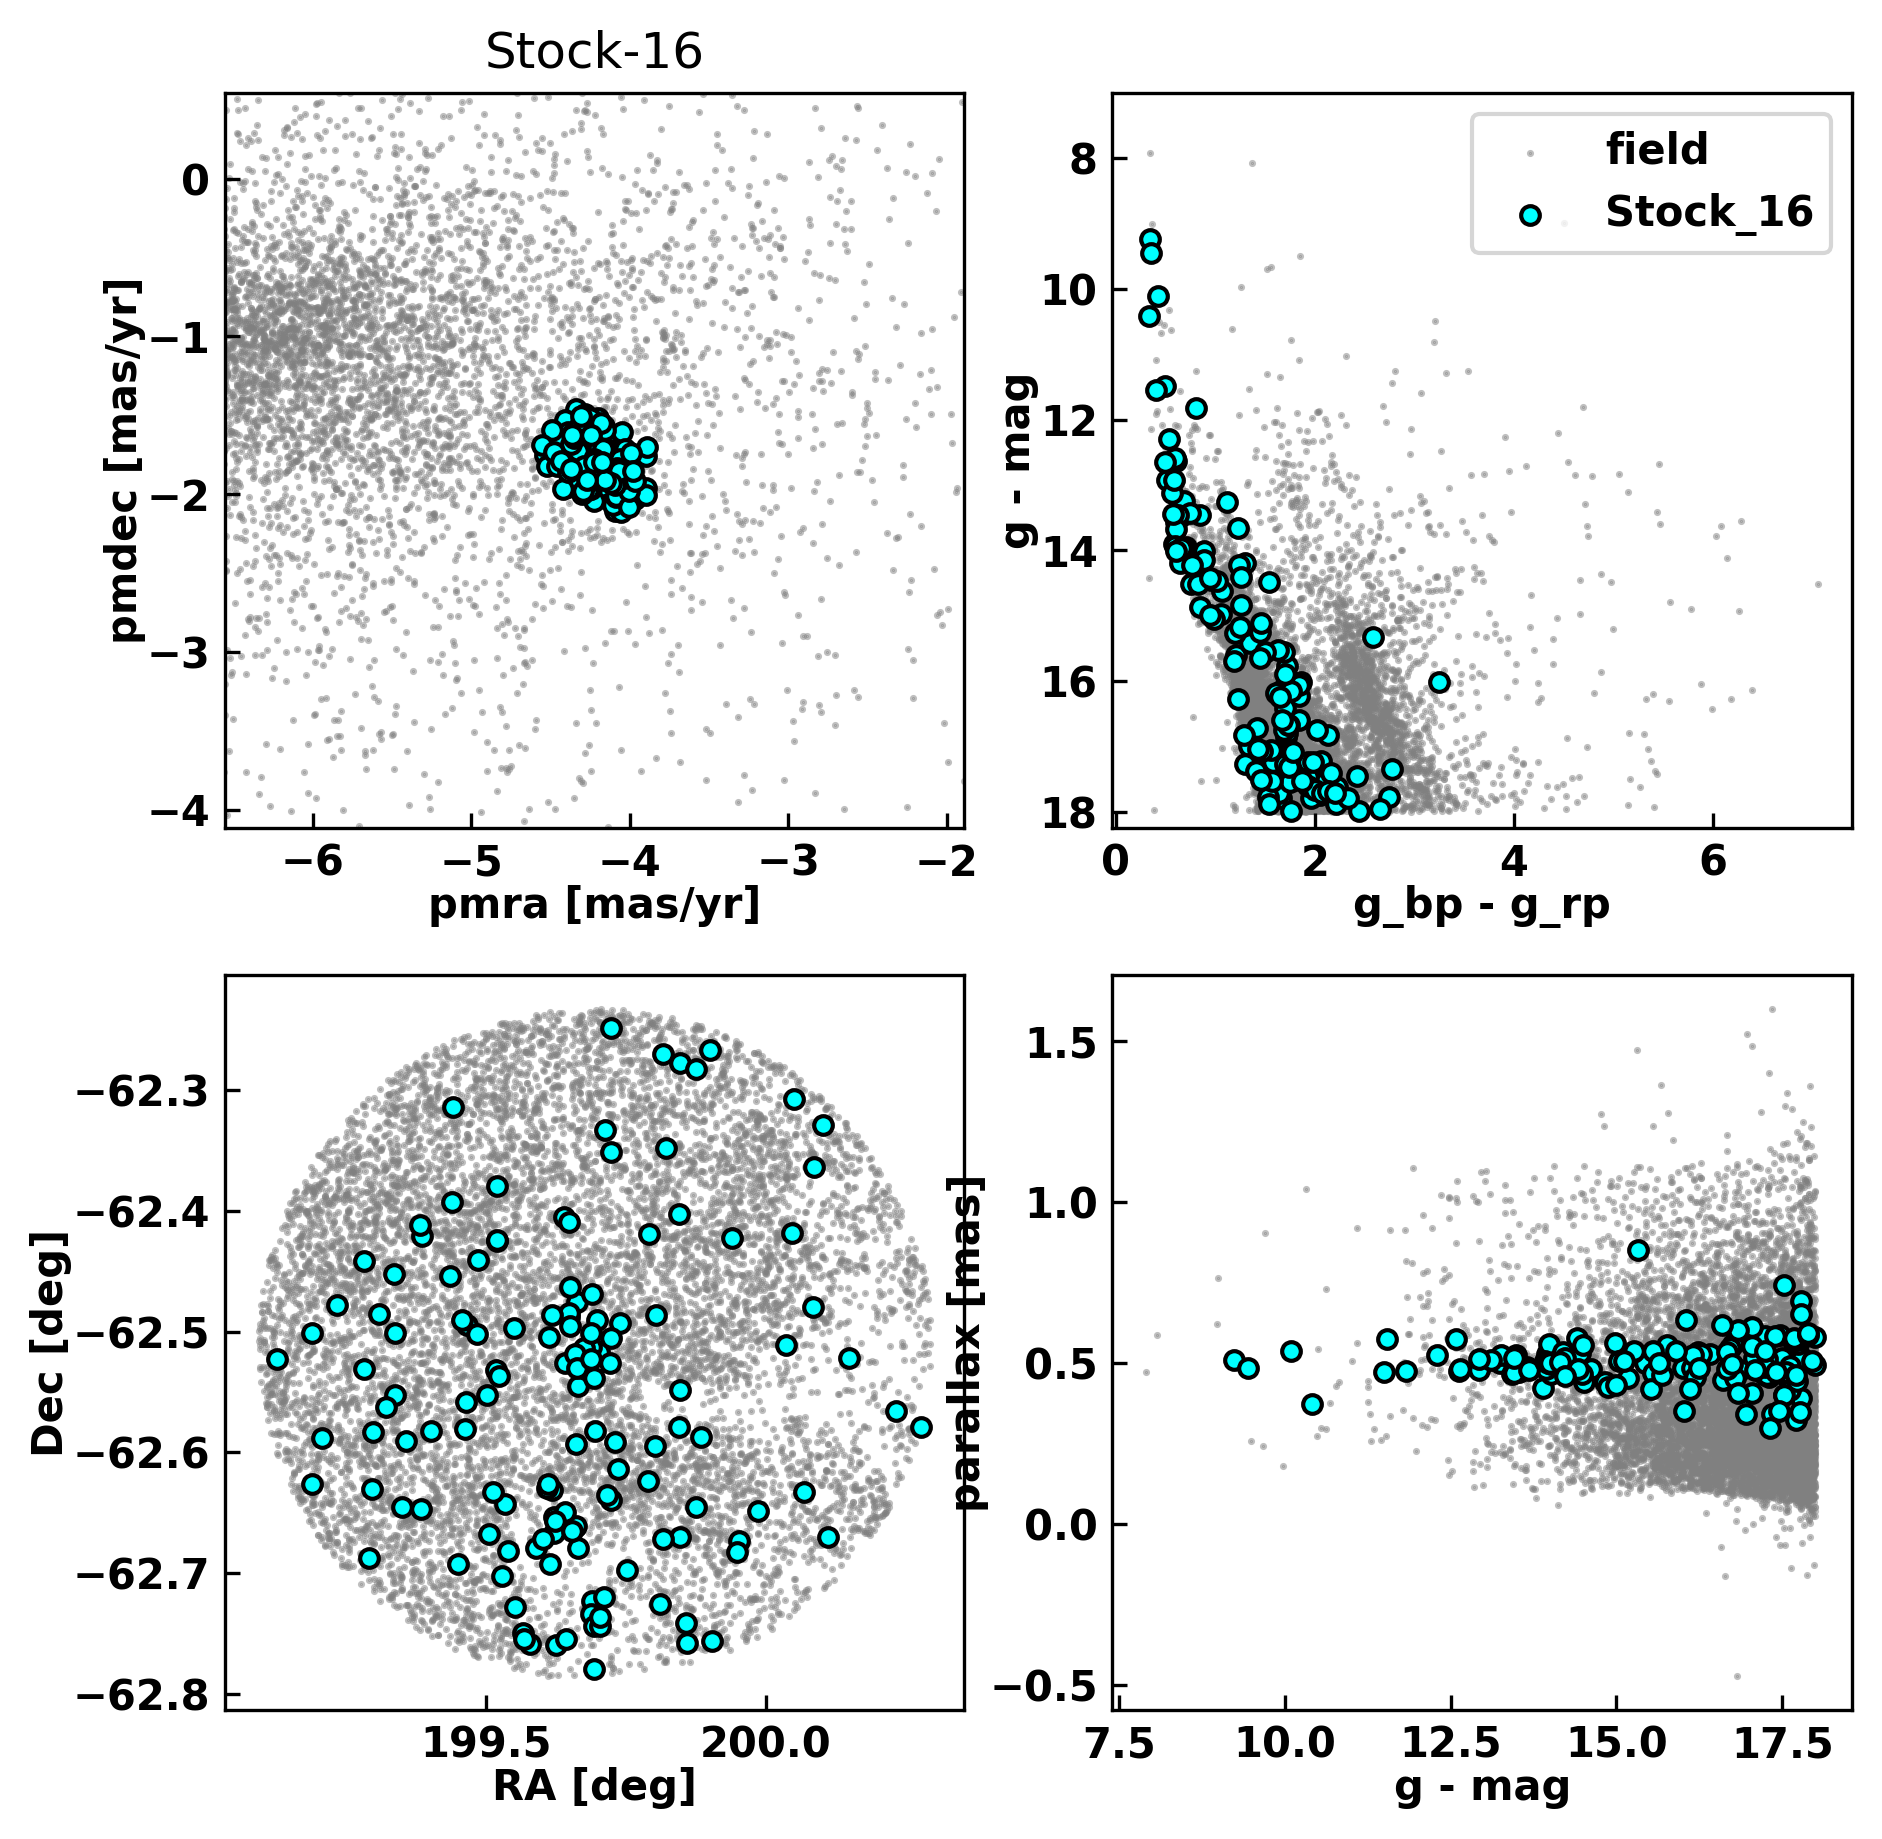 Stock-16
0
−1
−2
−3
−4
pmdec [mas/yr]
−6 −5 −4 −3 −2
pmra [mas/yr]
field
Stock_16
8
10
12
14
16
18
g - mag
0 2 4 6
g_bp - g_rp
−62.3
−62.4
−62.5
−62.6
−62.7
−62.8
Dec [deg]
199.5 200.0
RA [deg]
1.5
1.0
0.5
0.0
−0.5
parallax [mas]
7.5 10.0 12.5 15.0 17.5
g - mag